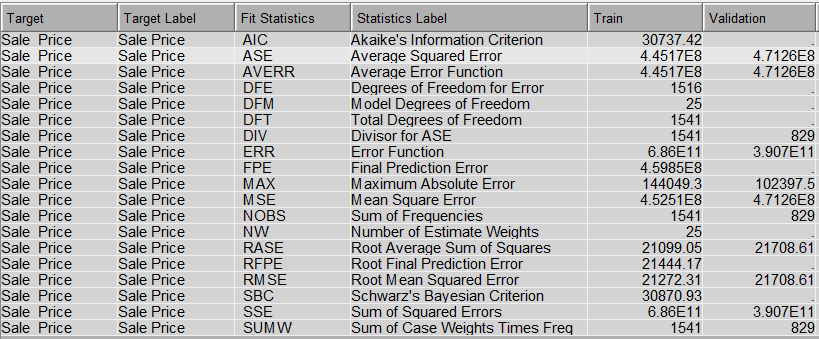 Target Target Label Fit Statistics Statistics Label Train Validation
Sale Price Sale Price AIC Akaike's Information Criterion 30737.42 .
Sale Price Sale Price ASE Average Squared Error 4.4517E8 4.7126E8
Sale Price Sale Price AVERR Average Error Function 4.4517E8 4.7126E8
Sale Price Sale Price DFE Degrees of Freedom for Error 1516 .
Sale Price Sale Price DFM Model Degrees of Freedom 25 .
Sale Price Sale Price DFT Total Degrees of Freedom 1541 .
Sale Price Sale Price DIV Divisor for ASE 1541 829
Sale Price Sale Price ERR Error Function 6.86E11 3.907E11
Sale Price Sale Price FPE Final Prediction Error 4.5985E8 .
Sale Price Sale Price MAX Maximum Absolute Error 144049.3 102397.5
Sale Price Sale Price MSE Mean Square Error 4.5251E8 4.7126E8
Sale Price Sale Price NOBS Sum of Frequencies 1541 829
Sale Price Sale Price NW Number of Estimate Weights 25 .
Sale Price Sale Price RASE Root Average Sum of Squares 21099.05 21708.61
Sale Price Sale Price RFPE Root Final Prediction Error 21444.17 .
Sale Price Sale Price RMSE Root Mean Squared Error 21272.31 21708.61
Sale Price Sale Price SBC Schwarz's Bayesian Criterion 30870.93 .
Sale Price Sale Price SSE Sum of Squared Errors 6.86E11 3.907E11
Sale Price Sale Price SUMW Sum of Case Weights Times Freq 1541 829